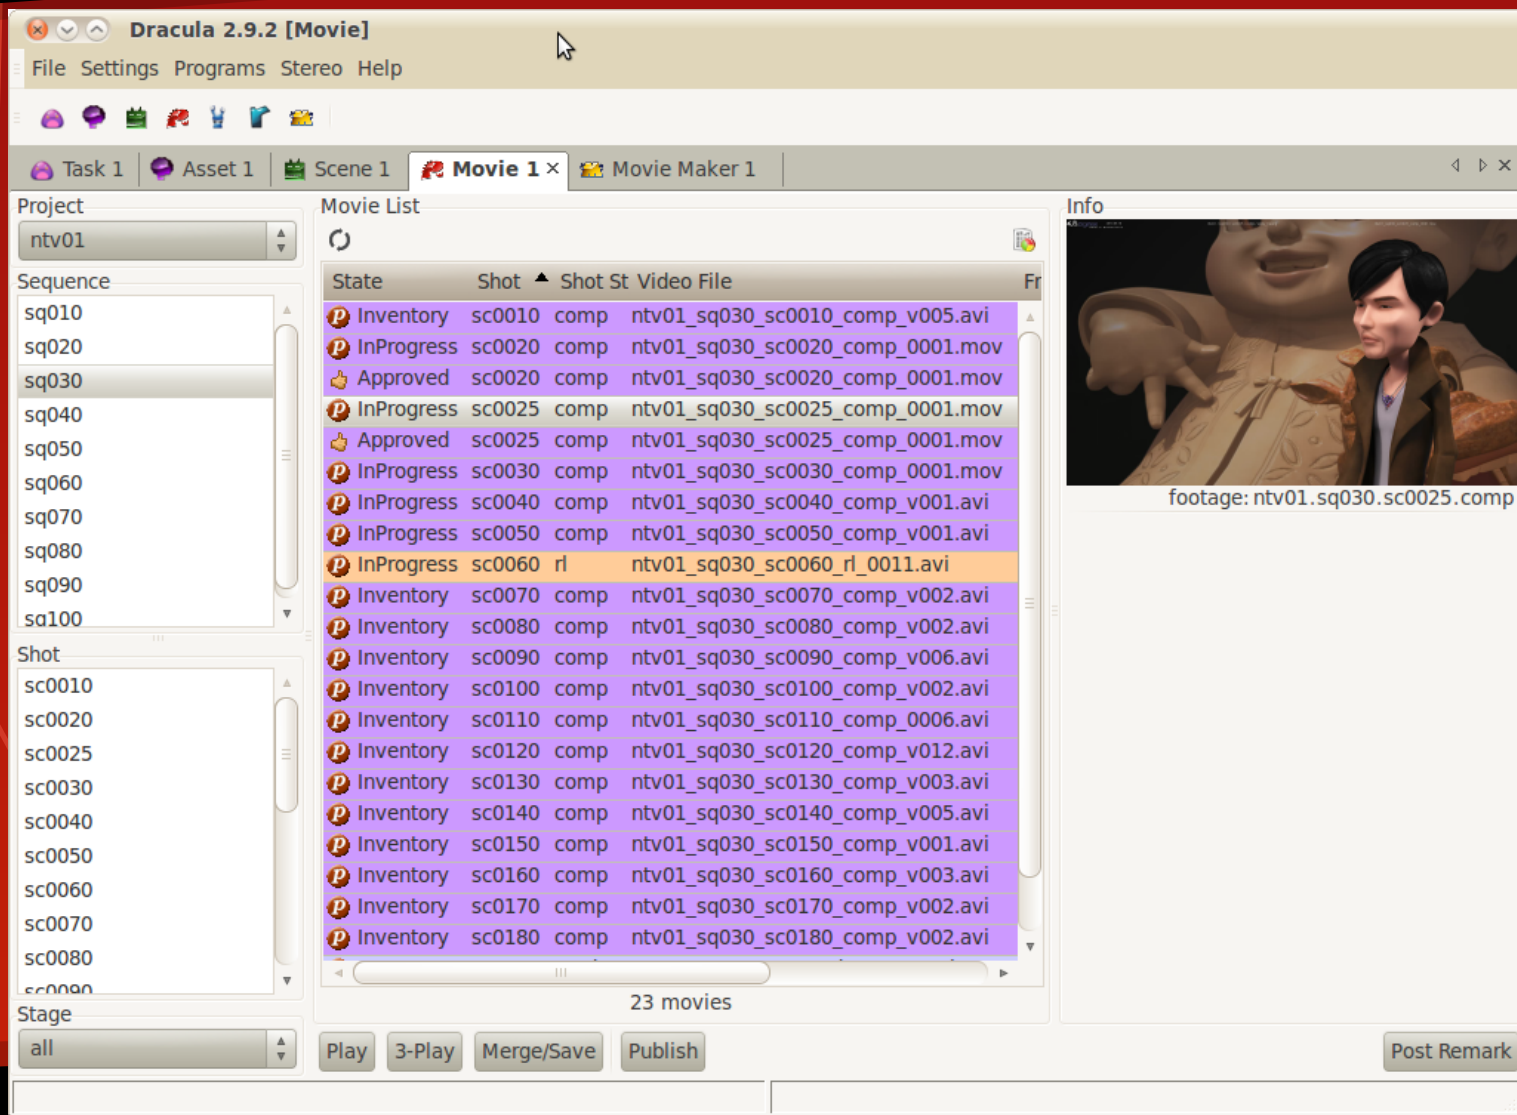 Dracula 2.9.2 [Movie]
File Settings Programs Stereo Help
Task 1 Asset 1 Scene 1 Movie 1 Movie Maker 1
Project
ntv01
Sequence
sq010
sq020
sq030
sq040
sq050
sq060
sq070
sq080
sq090
sq100
Shot
sc0010
sc0020
sc0025
sc0030
sc0040
sc0050
sc0060
sc0070
sc0080
sc0090
Stage
all
Movie List
State Shot Shot St Video File Fr
Inventory sc0010 comp ntv01_sq030_sc0010_comp_v005.avi
InProgress sc0020 comp ntv01_sq030_sc0020_comp_0001.mov
Approved sc0020 comp ntv01_sq030_sc0020_comp_0001.mov
InProgress sc0025 comp ntv01_sq030_sc0025_comp_0001.mov
Approved sc0025 comp ntv01_sq030_sc0025_comp_0001.mov
InProgress sc0030 comp ntv01_sq030_sc0030_comp_0001.mov
InProgress sc0040 comp ntv01_sq030_sc0040_comp_v001.avi
InProgress sc0050 comp ntv01_sq030_sc0050_comp_v001.avi
InProgress sc0060 rl ntv01_sq030_sc0060_rl_0011.avi
Inventory sc0070 comp ntv01_sq030_sc0070_comp_v002.avi
Inventory sc0080 comp ntv01_sq030_sc0080_comp_v002.avi
Inventory sc0090 comp ntv01_sq030_sc0090_comp_v006.avi
Inventory sc0100 comp ntv01_sq030_sc0100_comp_v002.avi
Inventory sc0110 comp ntv01_sq030_sc0110_comp_0006.avi
Inventory sc0120 comp ntv01_sq030_sc0120_comp_v012.avi
Inventory sc0130 comp ntv01_sq030_sc0130_comp_v003.avi
Inventory sc0140 comp ntv01_sq030_sc0140_comp_v005.avi
Inventory sc0150 comp ntv01_sq030_sc0150_comp_v001.avi
Inventory sc0160 comp ntv01_sq030_sc0160_comp_v003.avi
Inventory sc0170 comp ntv01_sq030_sc0170_comp_v002.avi
Inventory sc0180 comp ntv01_sq030_sc0180_comp_v002.avi
23 movies
Play 3-Play Merge/Save Publish
Info
footage: ntv01.sq030.sc0025.comp
Post Remark